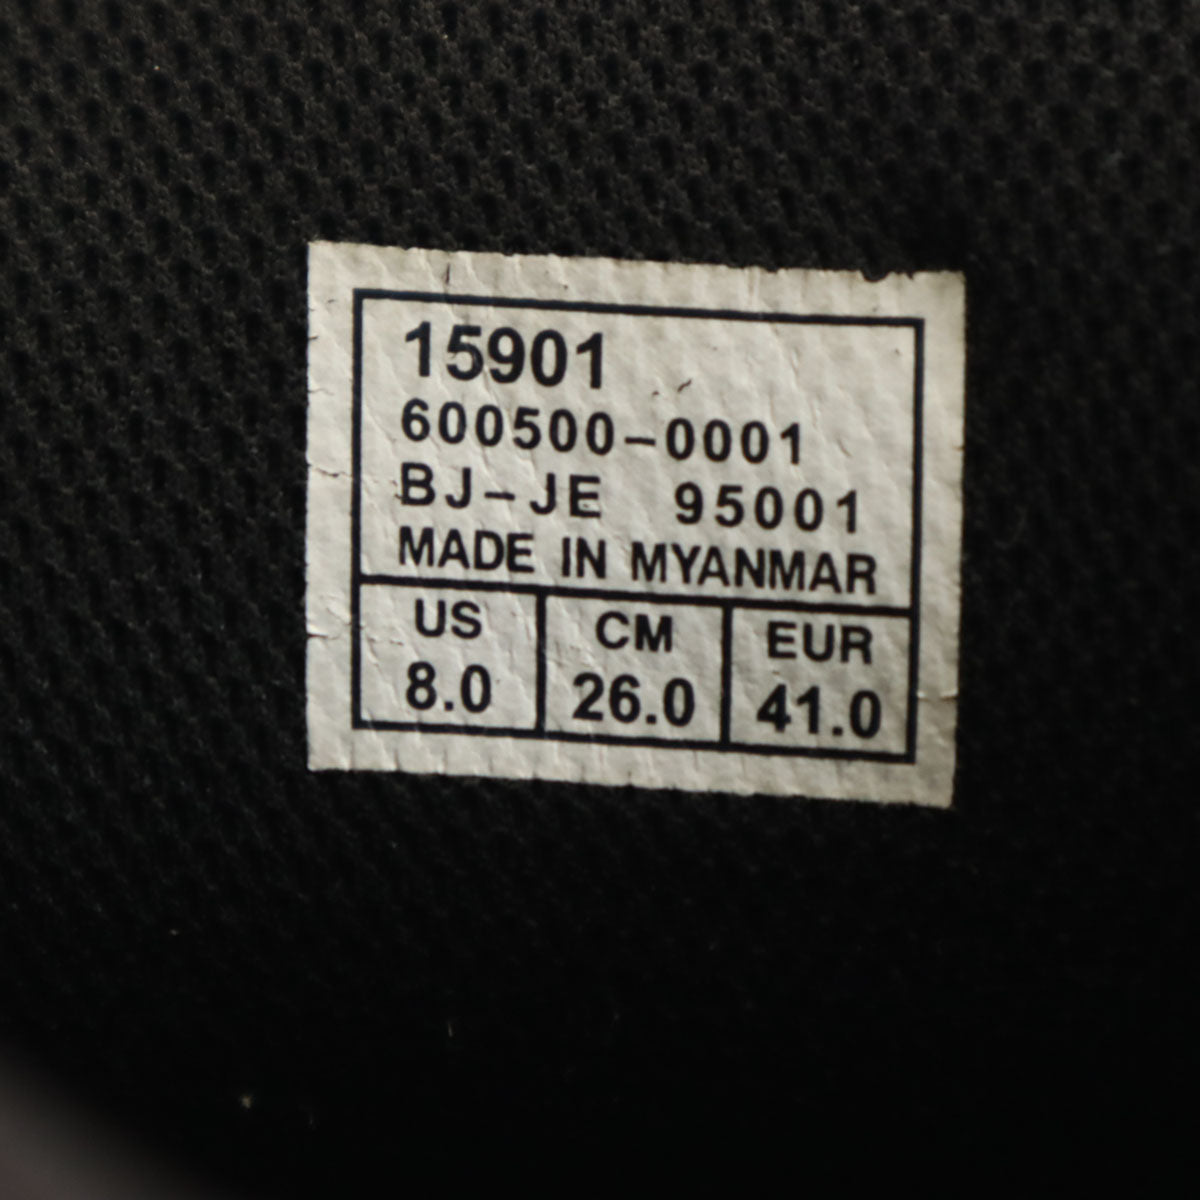 15901
600500-0001
BJ-JE 95001
MADE IN MYANMAR
US CM EUR
8.0 26.0 41.0